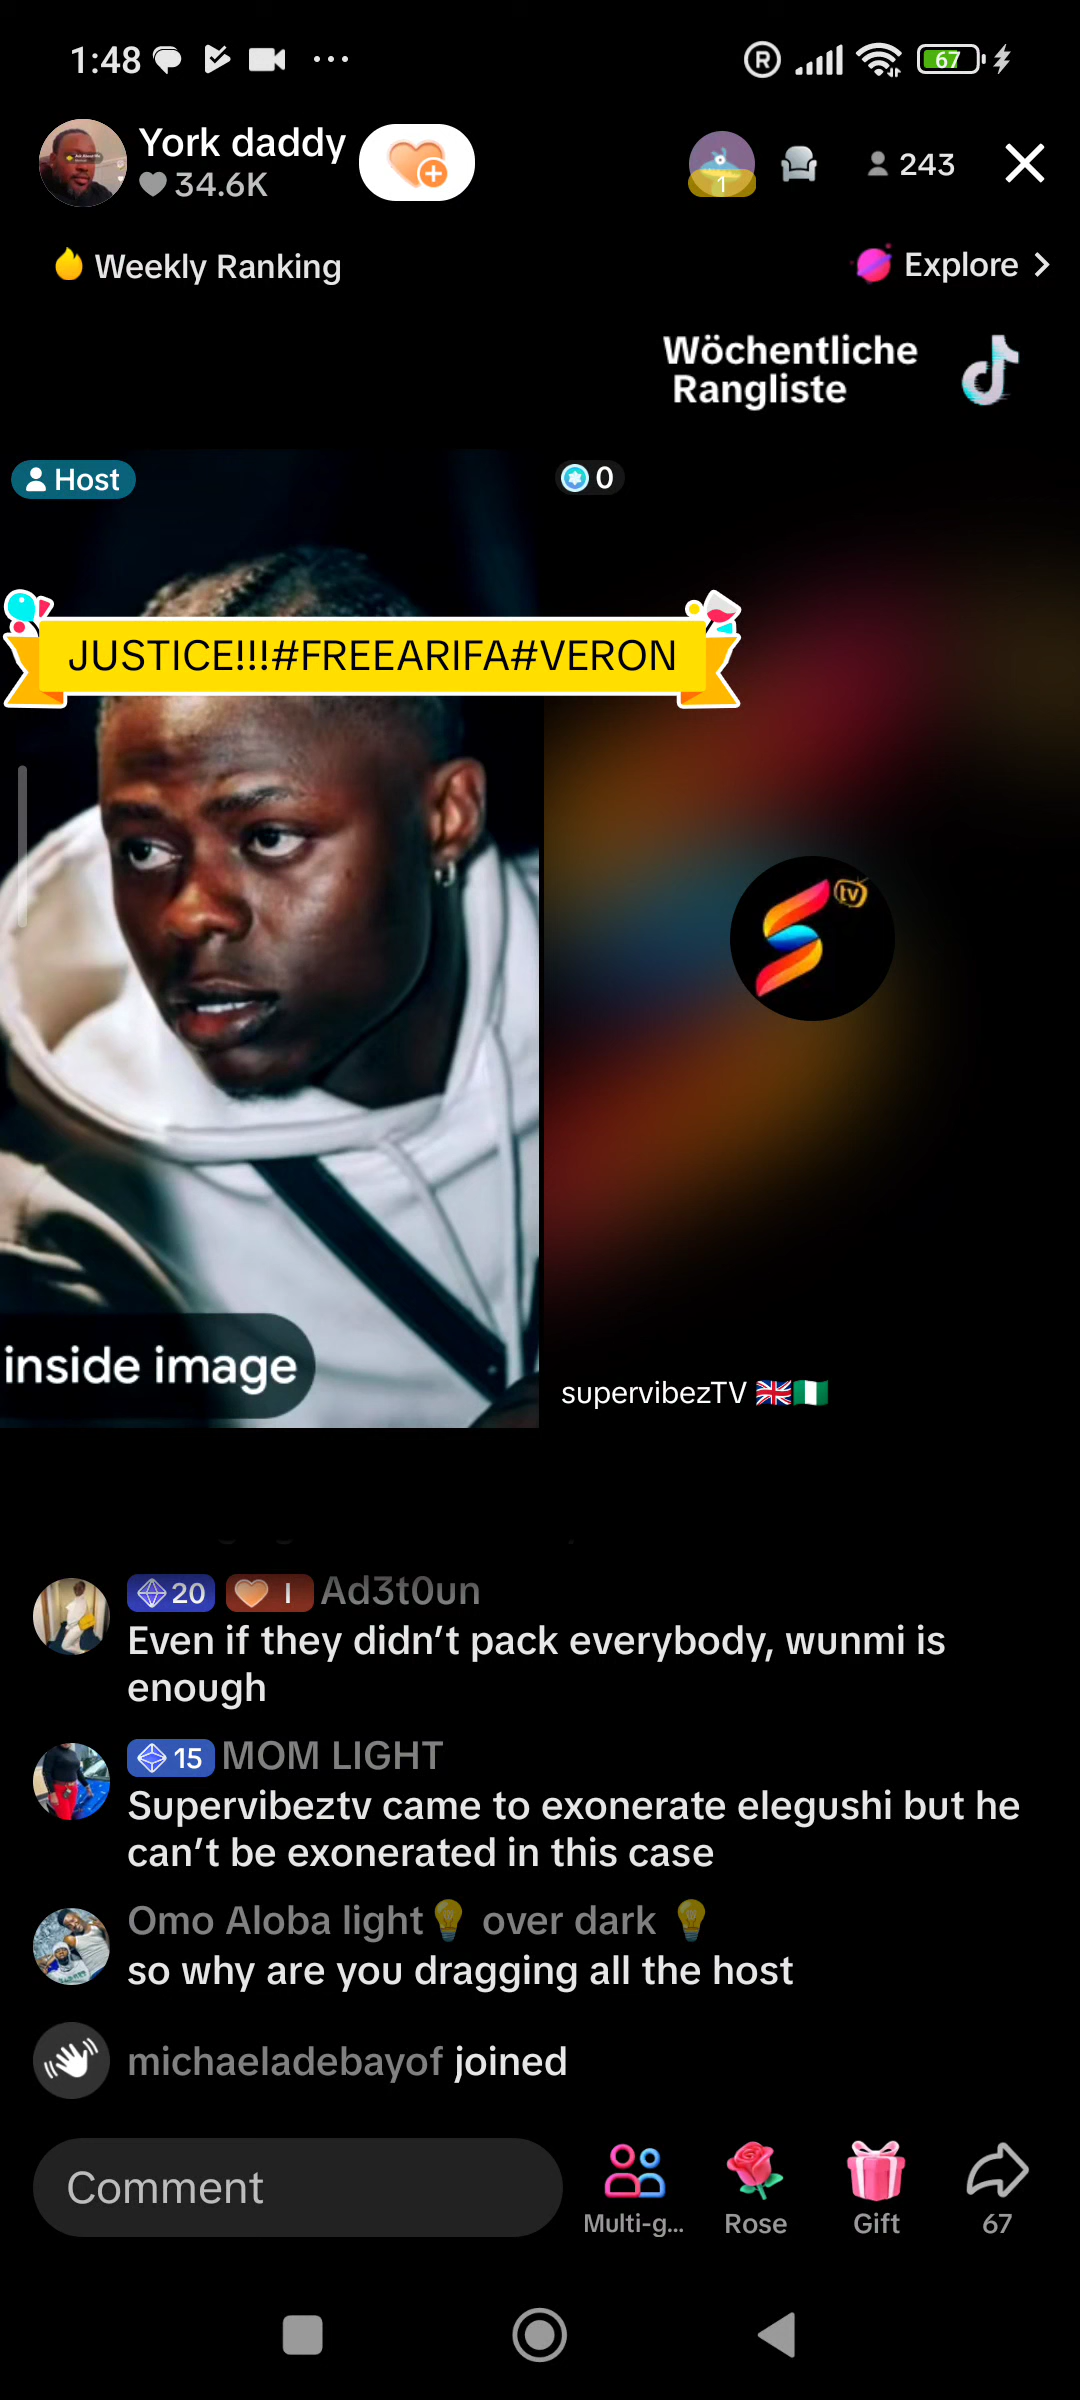 1:48
67
York daddy
34.6K
1
243
Weekly Ranking
Explore
Wöchentliche
Rangliste
Host
0
JUSTICE!!!#FREEARIFA#VERON
tv
inside image
supervibezTV 🇬🇧🇳🇬
20 I Ad3t0un
Even if they didn't pack everybody, wunmi is
enough
15 MOM LIGHT
Supervibeztv came to exonerate elegushi but he
can't be exonerated in this case
Omo Aloba light💡 over dark 💡
so why are you dragging all the host
michaeladebayof joined
Comment
Multi-g...
Rose
Gift
67